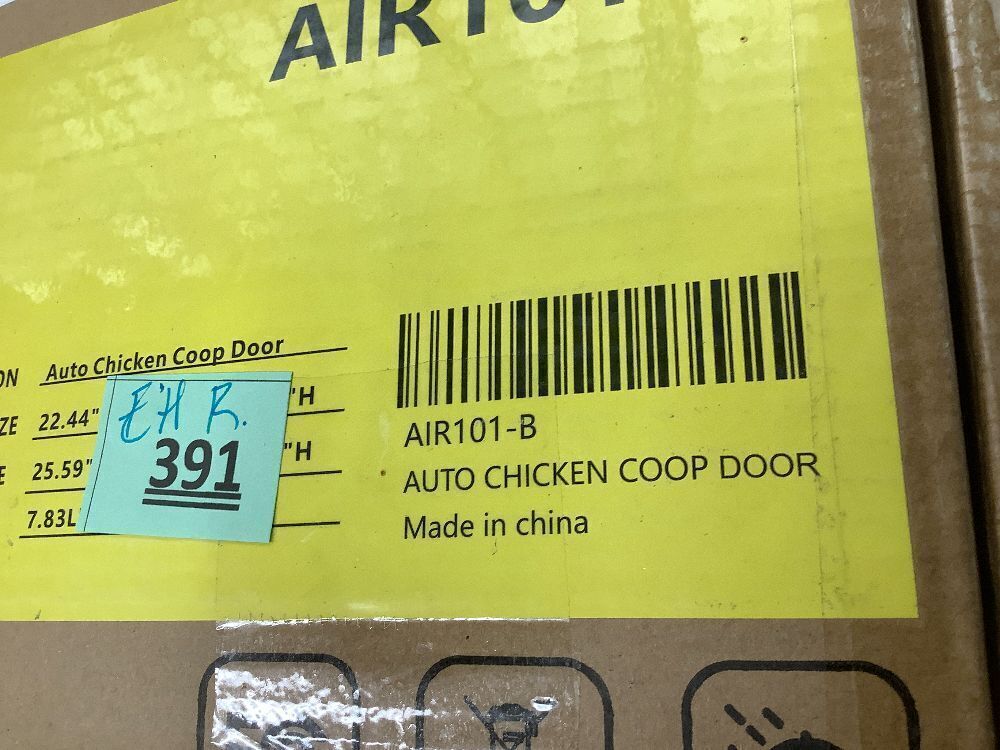 AIR101
ON Auto Chicken Coop Door
ZE 22.44" "H
E 25.59" "H
7.83L
E'H R.
391
AIR101-B
AUTO CHICKEN COOP DOOR
Made in china